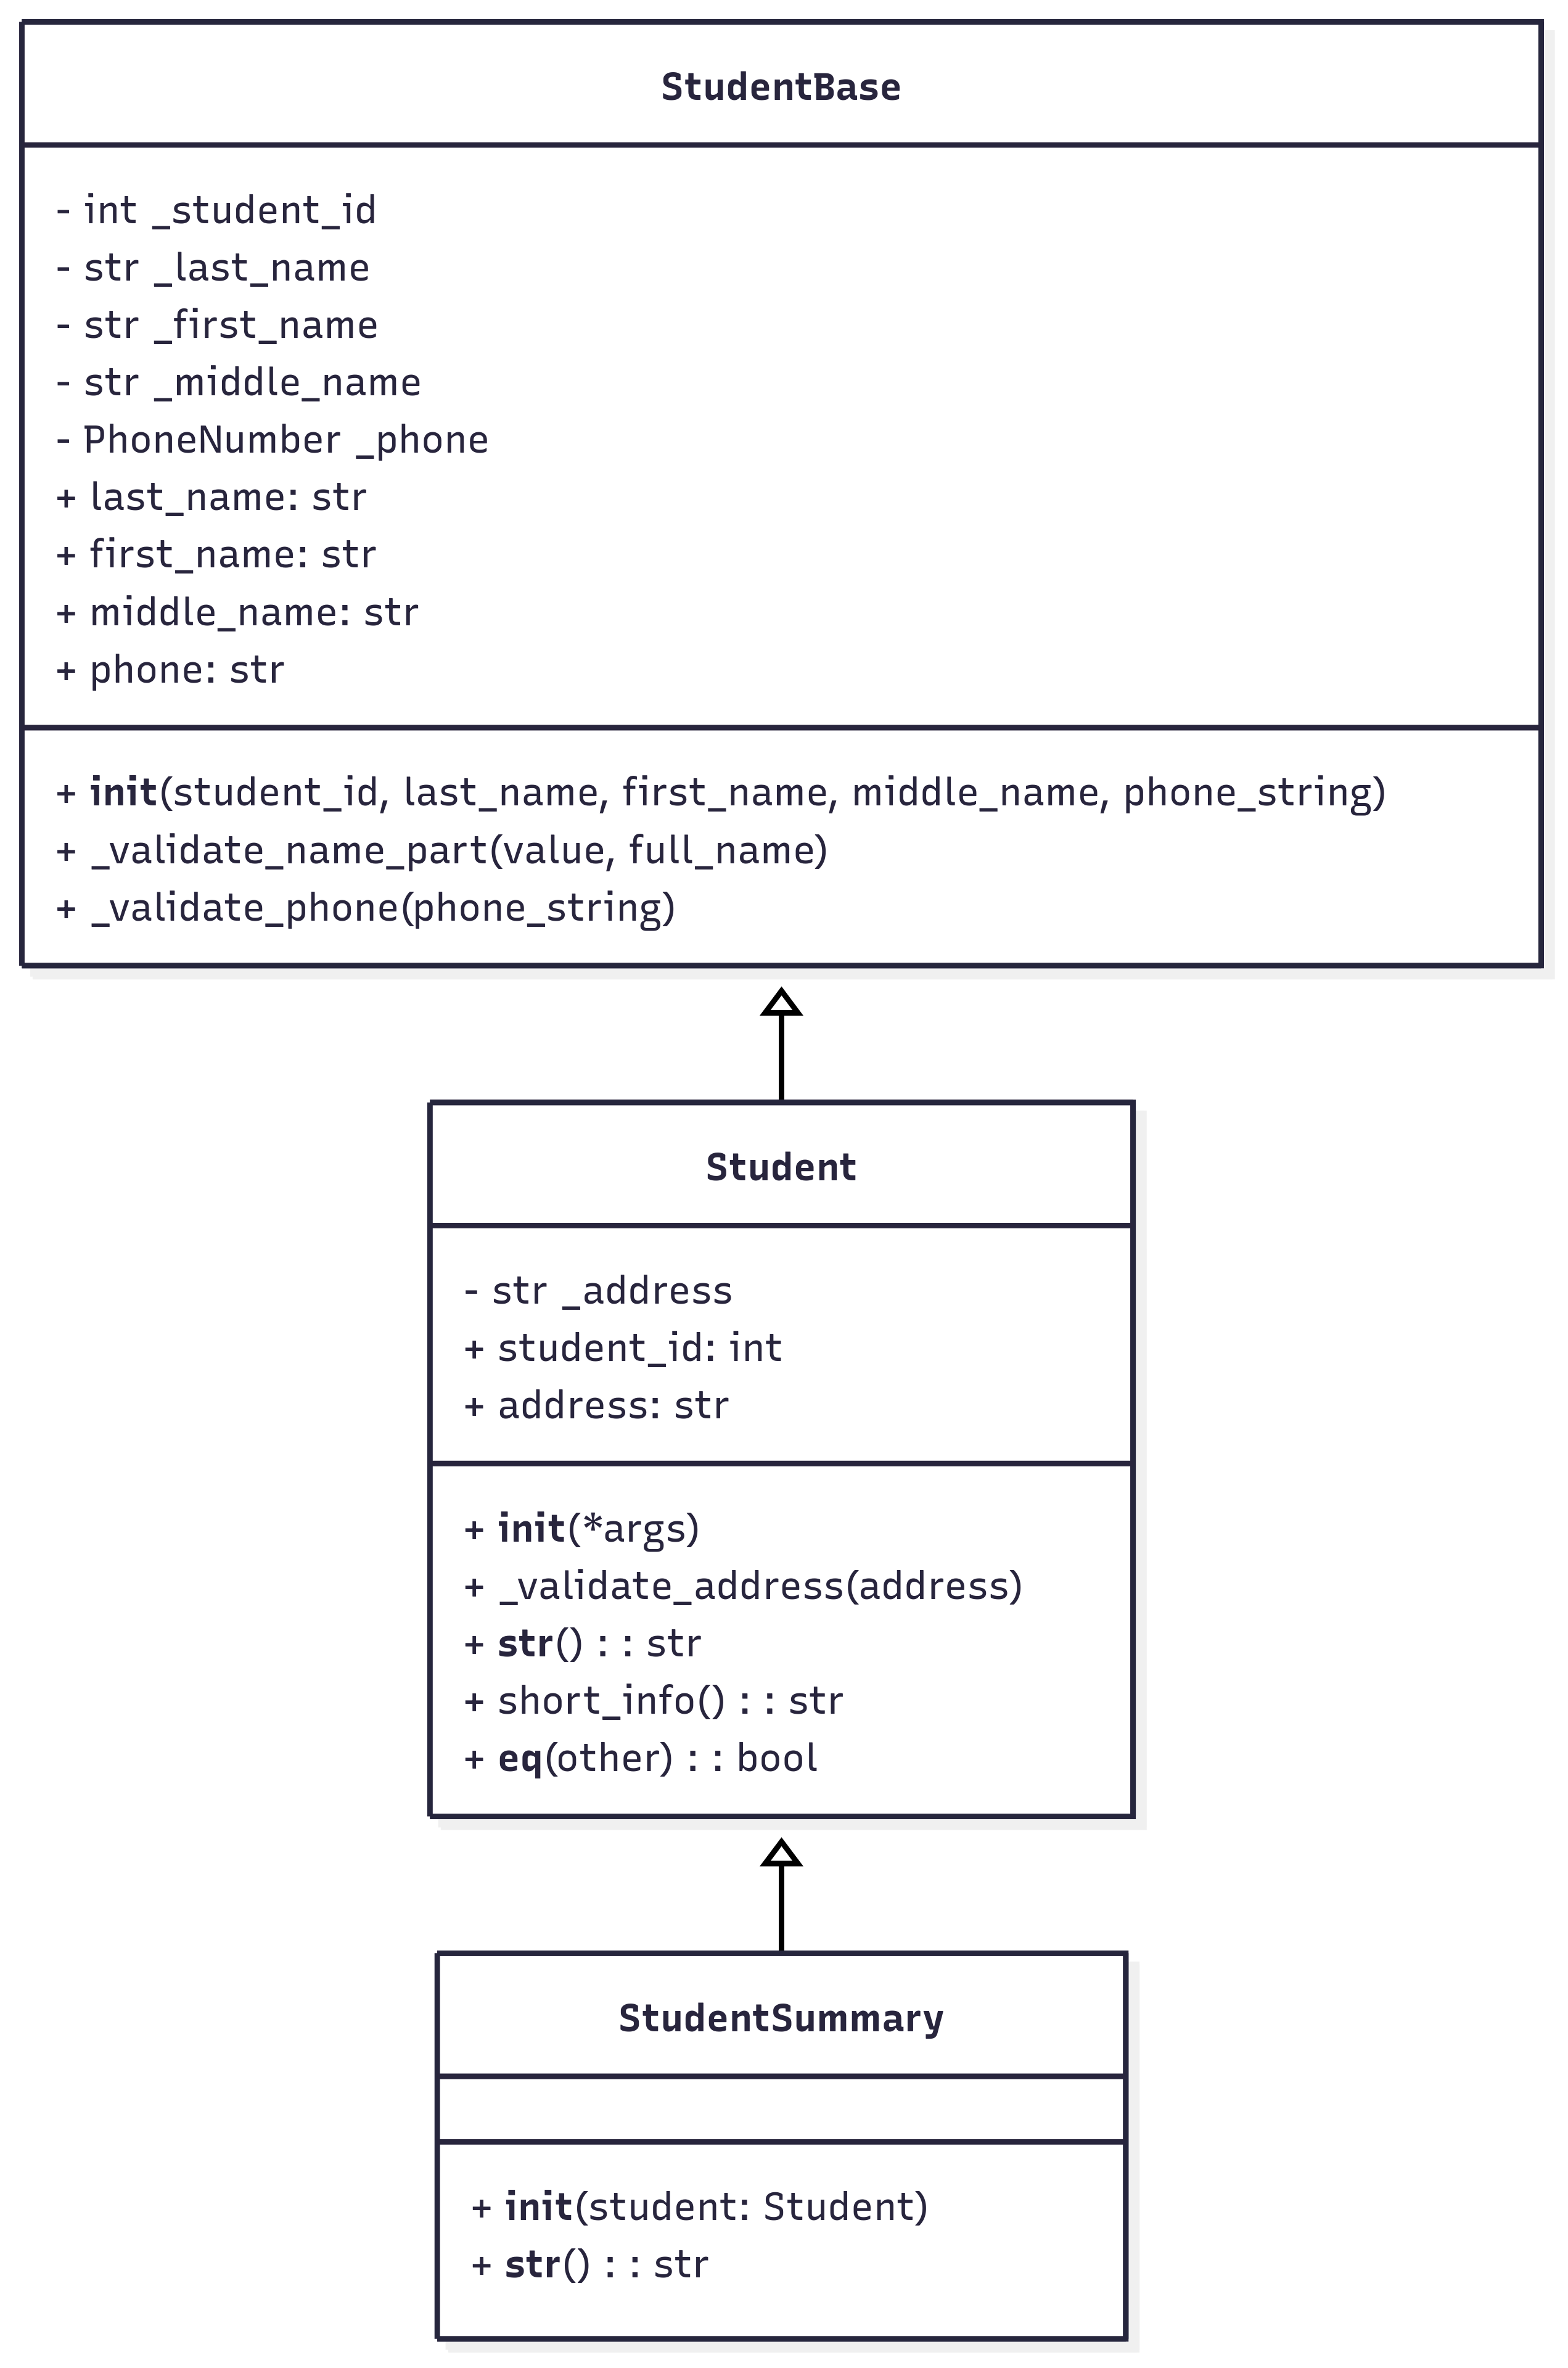 StudentBase
- int _student_id
- str _last_name
- str _first_name
- str _middle_name
- PhoneNumber _phone
+ last_name: str
+ first_name: str
+ middle_name: str
+ phone: str
+ init(student_id, last_name, first_name, middle_name, phone_string)
+ _validate_name_part(value, full_name)
+ _validate_phone(phone_string)
Student
- str _address
+ student_id: int
+ address: str
+ init(*args)
+ _validate_address(address)
+ str() : : str
+ short_info() : : str
+ eq(other) : : bool
StudentSummary
+ init(student: Student)
+ str() : : str